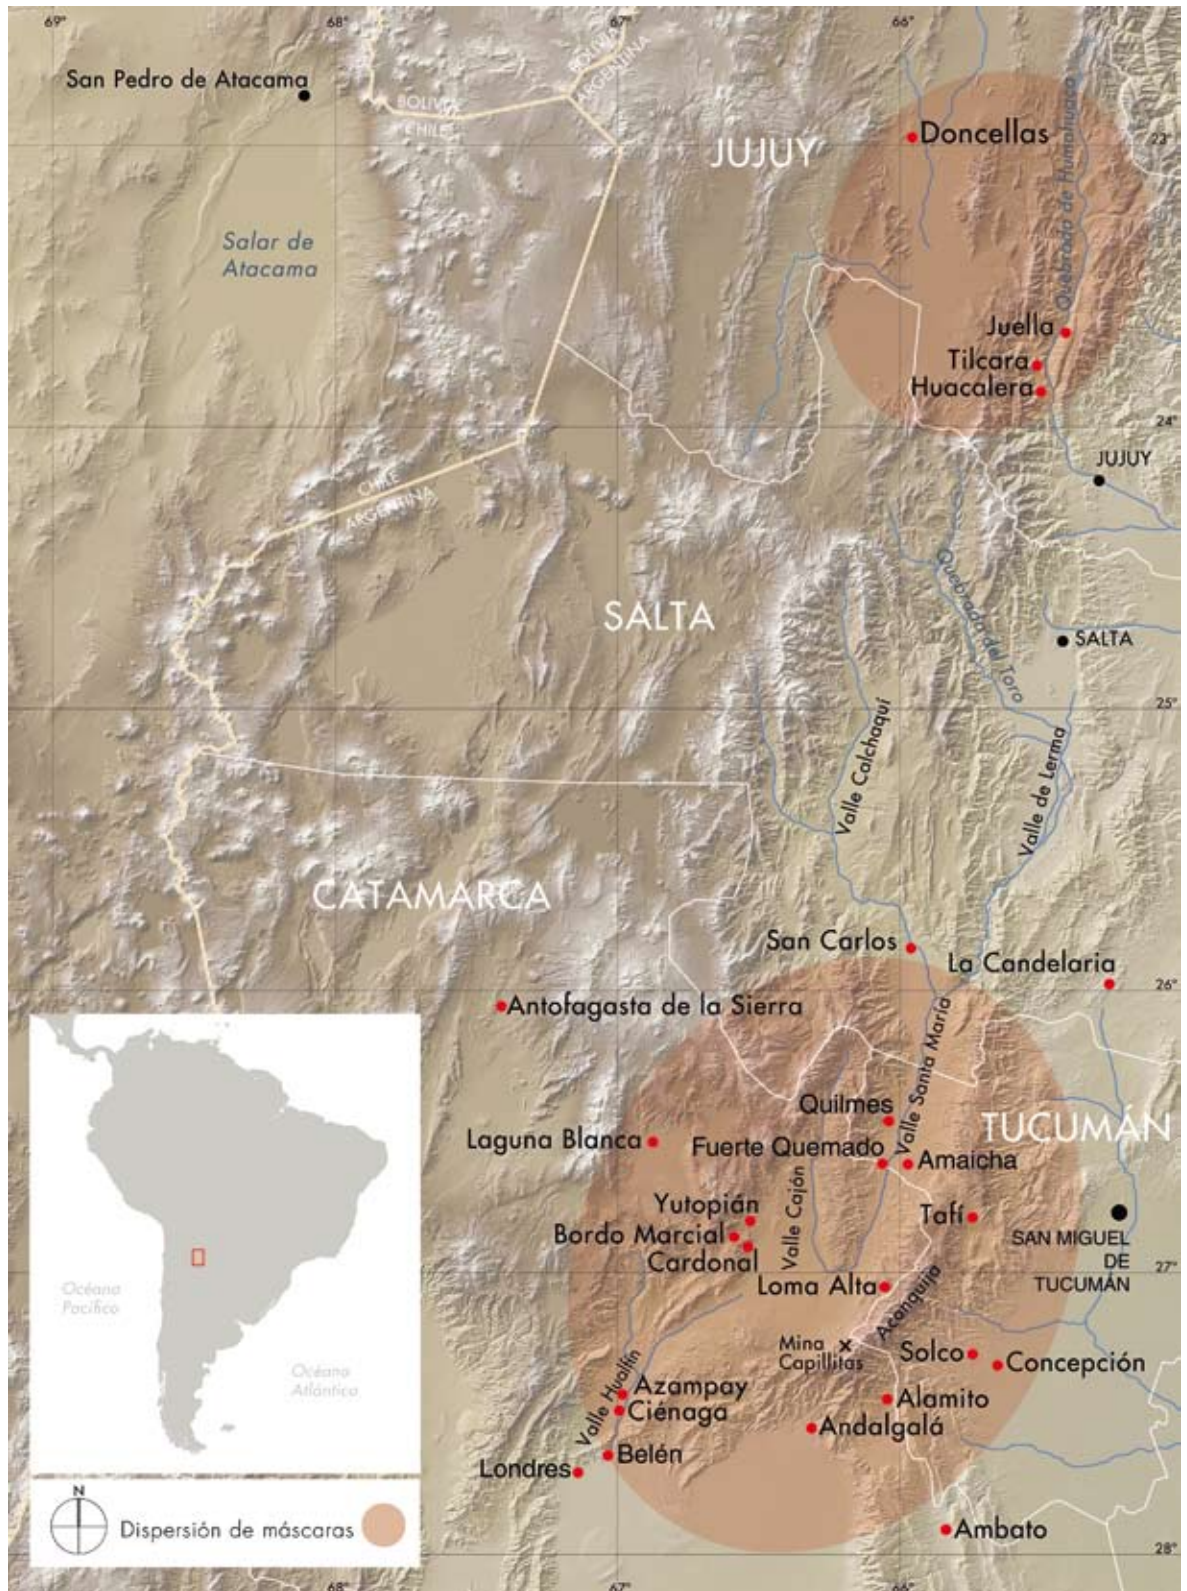 69°
68°
67°
66°
San Pedro de Atacama
BOLIVIA
ARGENTINA
BOLIVIA
CHILE
JUJUY
Doncellas
23°
Quebrada de Humahuaca
Salar de
Atacama
Juella
Tilcara
Huacalera
24°
JUJUY
CHILE
ARGENTINA
Quebrada del Toro
SALTA
SALTA
25°
Valle Calchaquí
Valle de Lerma
CATAMARCA
San Carlos
La Candelaria
26°
Antofagasta de la Sierra
Valle Santa María
Quilmes
TUCUMÁN
Laguna Blanca
Fuerte Quemado
Amaicha
Valle Cajón
Yutopián
Tafí
Bordo Marcial
Cardonal
SAN MIGUEL
DE
TUCUMÁN
27°
Loma Alta
Aconquija
Mina
Capillitas
Solco
Concepción
Valle Hualfín
Azampay
Ciénaga
Alamito
Andalgalá
Belén
Londres
Ambato
28°
Océano
Pacífico
Océano
Atlántico
N
Dispersión de máscaras
68°
67°
66°